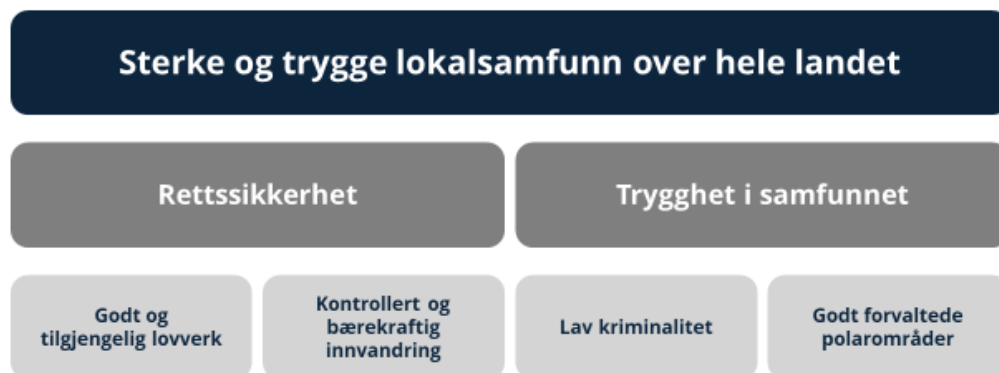 Sterke og trygge lokalsamfunn over hele landet
Rettssikkerhet
Trygghet i samfunnet
Godt og
tilgjengelig lovverk
Kontrollert og
bærekraftig
innvandring
Lav kriminalitet
Godt forvaltede
polarområder